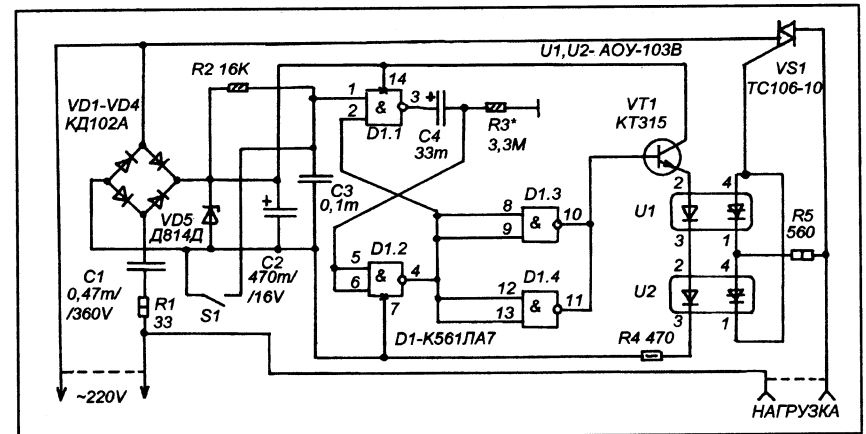 U1,U2- АОУ-103В
VS1
ТС106-10
R2 16K
14
VD1-VD4
КД102А
1
2
&
3
D1.1
+
C4
33m
R3*
3,3М
VT1
КТ315
VD5
Д814Д
+
C3
0,1m
C2
470m/
/16V
D1.2
5
6
&
4
7
8
9
D1.3
&
10
12
13
D1.4
&
11
2
4
U1
3
1
R5
560
2
4
U2
3
1
C1
0,47m/
/360V
R1
33
S1
D1-К561ЛА7
R4 470
~220V
НАГРУЗКА